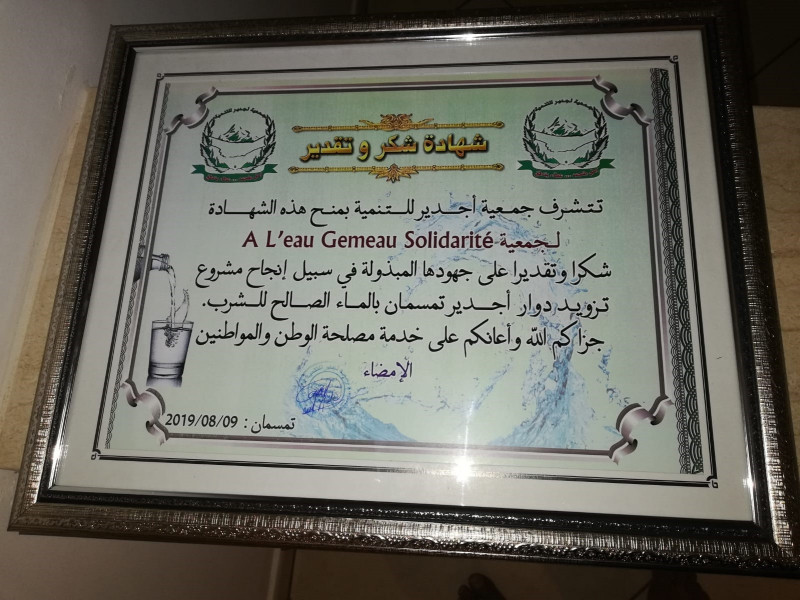 شهادة شكر و تقدير
تتشرف جمعية أجدير للتنمية بمنح هذه الشهادة
لجمعية A L'eau Gemeau Solidarité
شكرا وتقديرا على جهودها المبذولة في سبيل إنجاح مشروع
تزويد دوار أجدير تمسمان بالماء الصالح للشرب.
جزاكم الله وأعانكم على خدمة مصلحة الوطن والمواطنين
الإمضاء
تمسمان : 2019/08/09